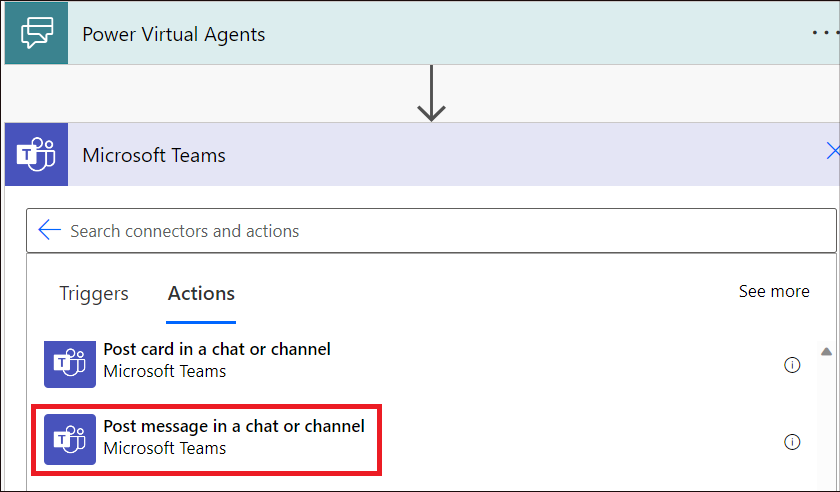 Power Virtual Agents
...
Microsoft Teams
Search connectors and actions
Triggers Actions See more
Post card in a chat or channel
T Microsoft Teams
Post message in a chat or channel
T Microsoft Teams